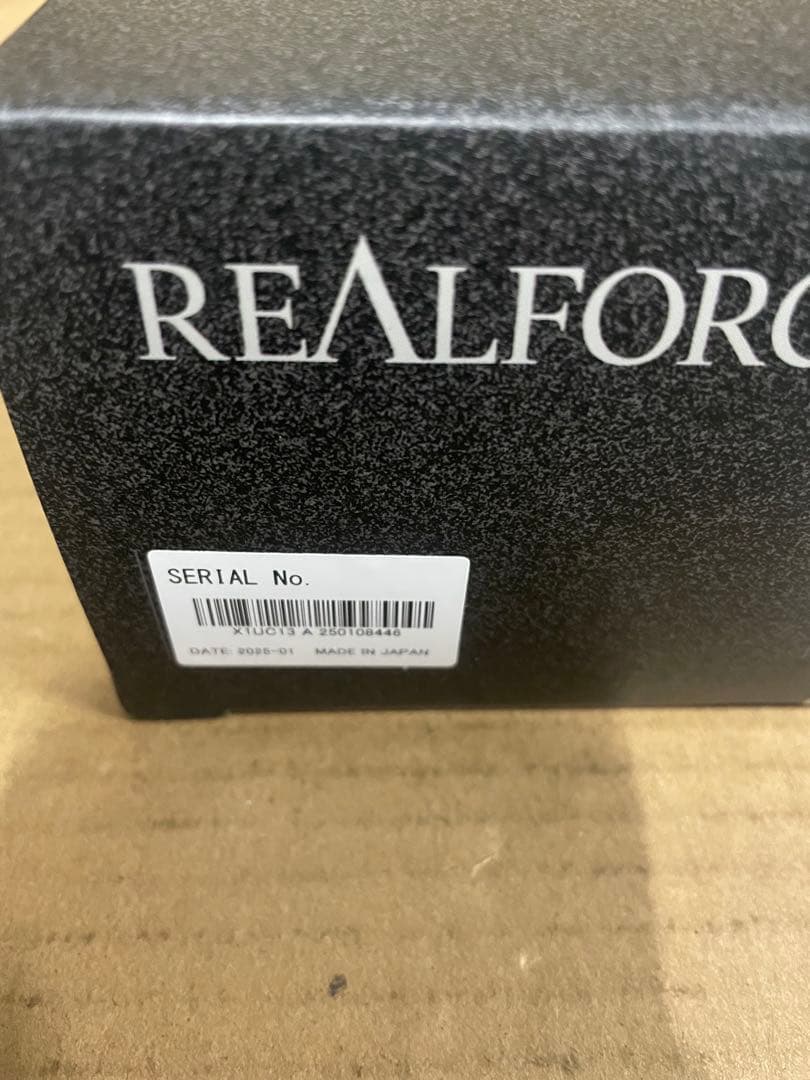 REALFORC
SERIAL No.
X1UC13 A 250108446
DATE: 2025-01 MADE IN JAPAN